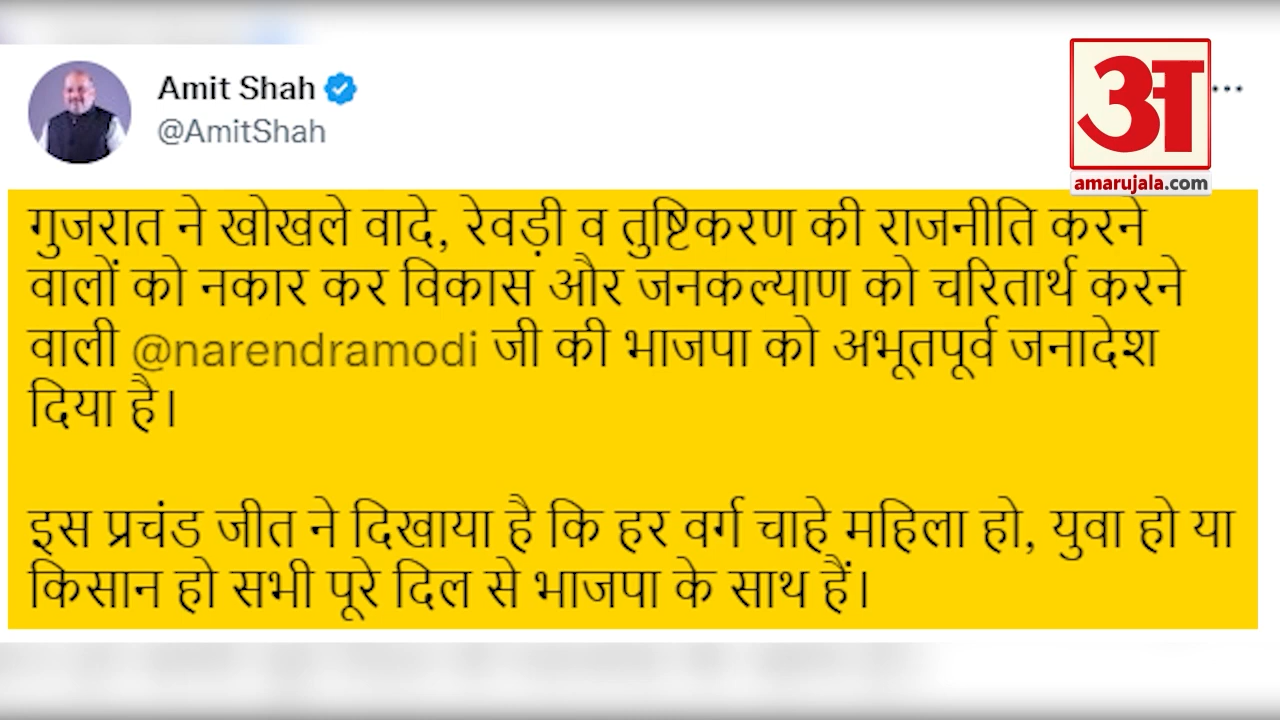 Amit Shah
@AmitShah
अ
amarujala.com
गुजरात ने खोखले वादे, रेवड़ी व तुष्टिकरण की राजनीति करने
वालों को नकार कर विकास और जनकल्याण को चरितार्थ करने
वाली @narendramodi जी की भाजपा को अभूतपूर्व जनादेश
दिया है।
इस प्रचंड जीत ने दिखाया है कि हर वर्ग चाहे महिला हो, युवा हो या
किसान हो सभी पूरे दिल से भाजपा के साथ हैं।